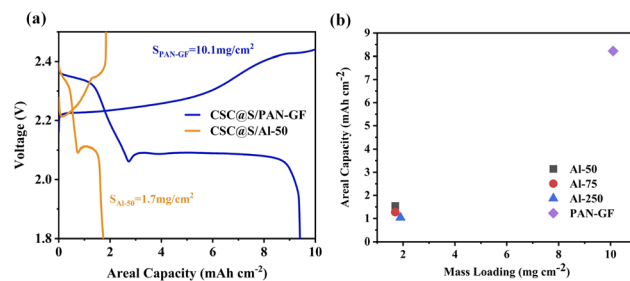 (a)
S_PAN-GF=10.1mg/cm²
CSC@S/PAN-GF
CSC@S/Al-50
S_Al-50=1.7mg/cm²
2.4
2.2
2.0
1.8
Voltage (V)
0 2 4 6 8 10
Areal Capacity (mAh cm⁻²)
(b)
9
8
7
6
5
4
3
2
1
0
Areal Capacity (mAh cm⁻²)
Al-50
Al-75
Al-250
PAN-GF
2 4 6 8 10
Mass Loading (mg cm⁻²)